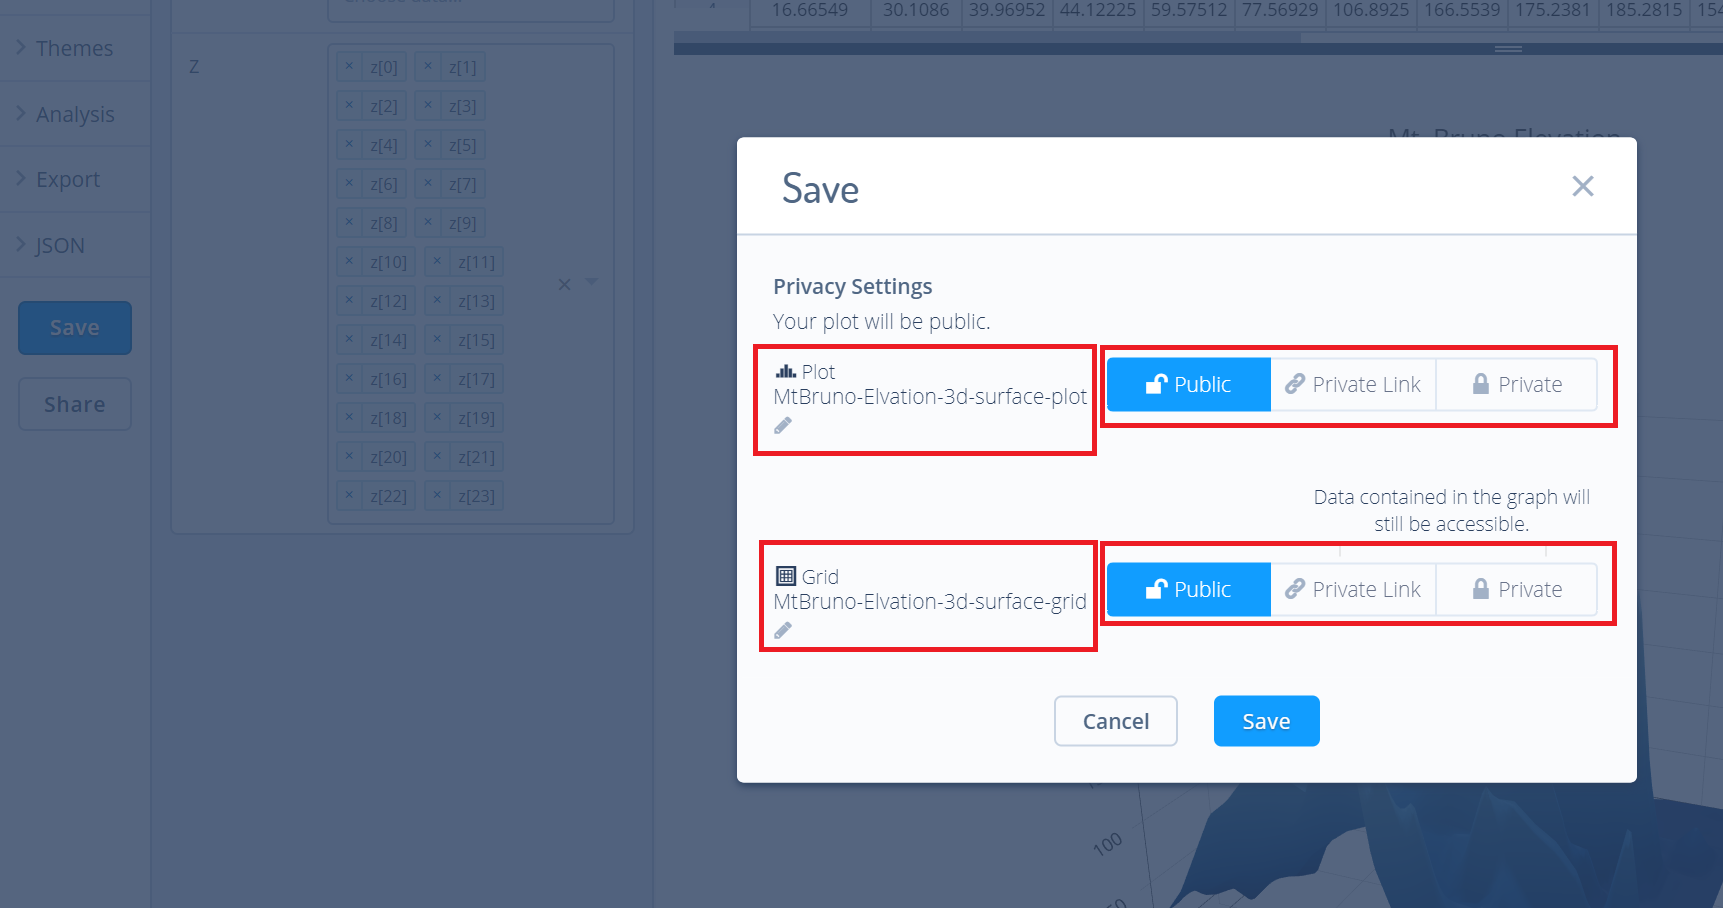 16.66549 30.1086 39.96952 44.12225 59.57512 77.56929 106.8925 166.5539 175.2381 185.2815
Themes
Analysis
Export
JSON
Save
Share
Z
× z[0] × z[1]
× z[2] × z[3]
× z[4] × z[5]
× z[6] × z[7]
× z[8] × z[9]
× z[10] × z[11]
× z[12] × z[13]
× z[14] × z[15]
× z[16] × z[17]
× z[18] × z[19]
× z[20] × z[21]
× z[22] × z[23]
Mt. Bruno Elevation
Save
Privacy Settings
Your plot will be public.
Plot
MtBruno-Elvation-3d-surface-plot
Public Private Link Private
Data contained in the graph will
still be accessible.
Grid
MtBruno-Elvation-3d-surface-grid
Public Private Link Private
Cancel Save
100